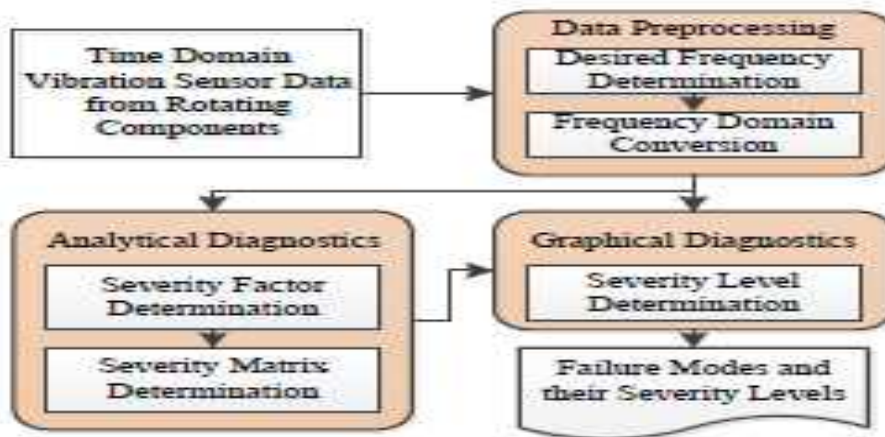 Time Domain
Vibration Sensor Data
from Rotating
Components
Data Preprocessing
Desired Frequency
Determination
Frequency Domain
Conversion
Analytical Diagnostics
Severity Factor
Determination
Severity Matrix
Determination
Graphical Diagnostics
Severity Level
Determination
Failure Modes and
their Severity Levels